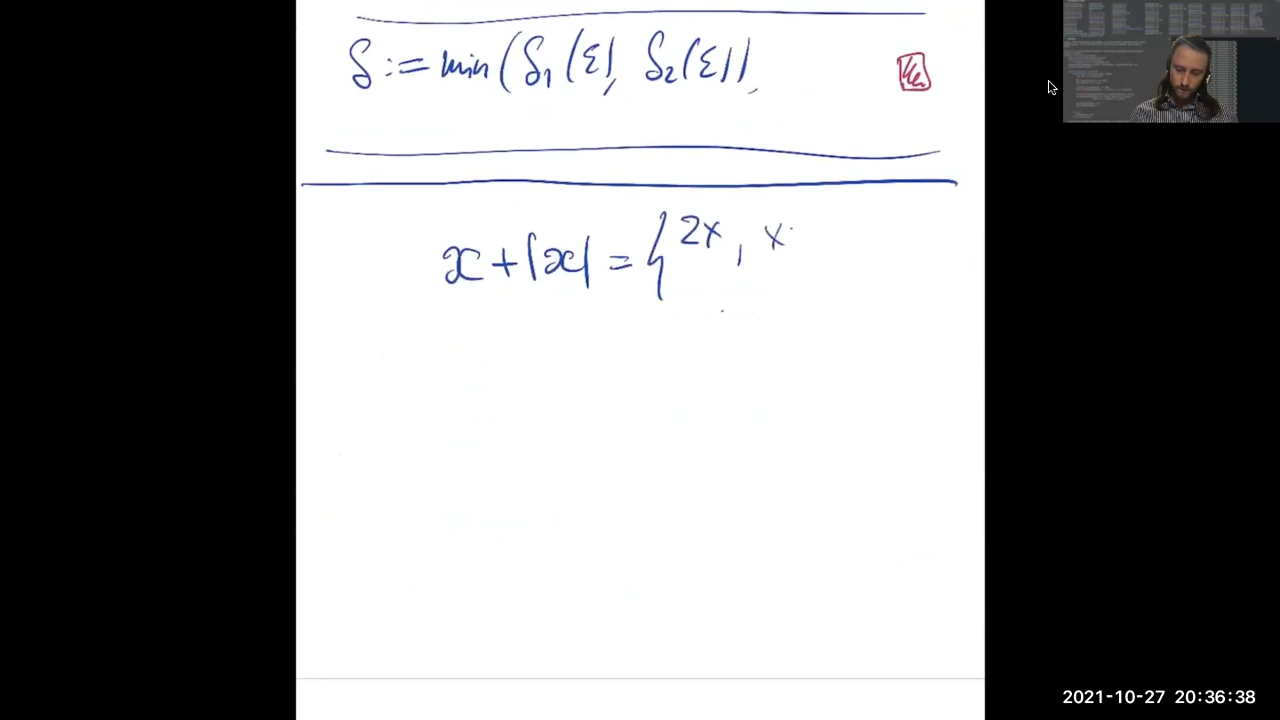 δ := min(δ₁(ε), δ₂(ε)),
x + |x| = { 2x, x
2021-10-27 20:36:38